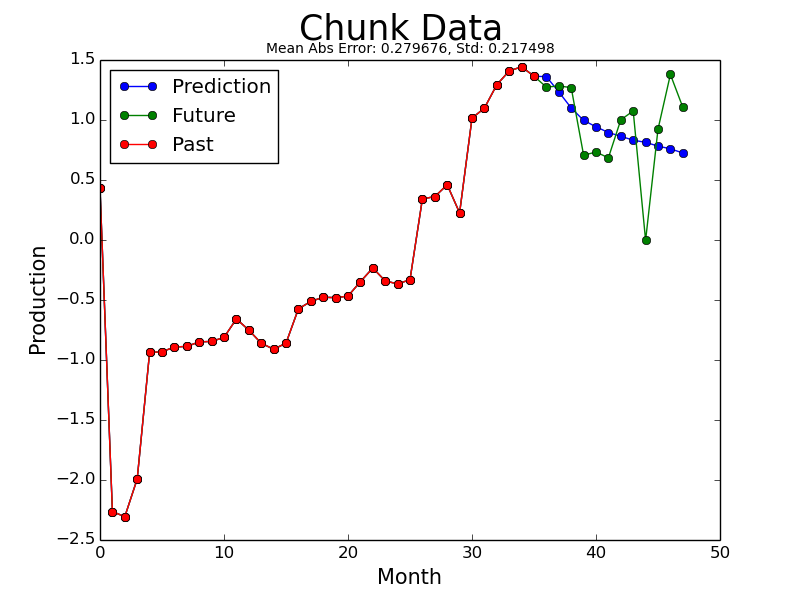 Chunk Data
Mean Abs Error: 0.279676, Std: 0.217498
Prediction
Future
Past
1.5
1.0
0.5
0.0
−0.5
−1.0
−1.5
−2.0
−2.5
Production
0 10 20 30 40 50
Month